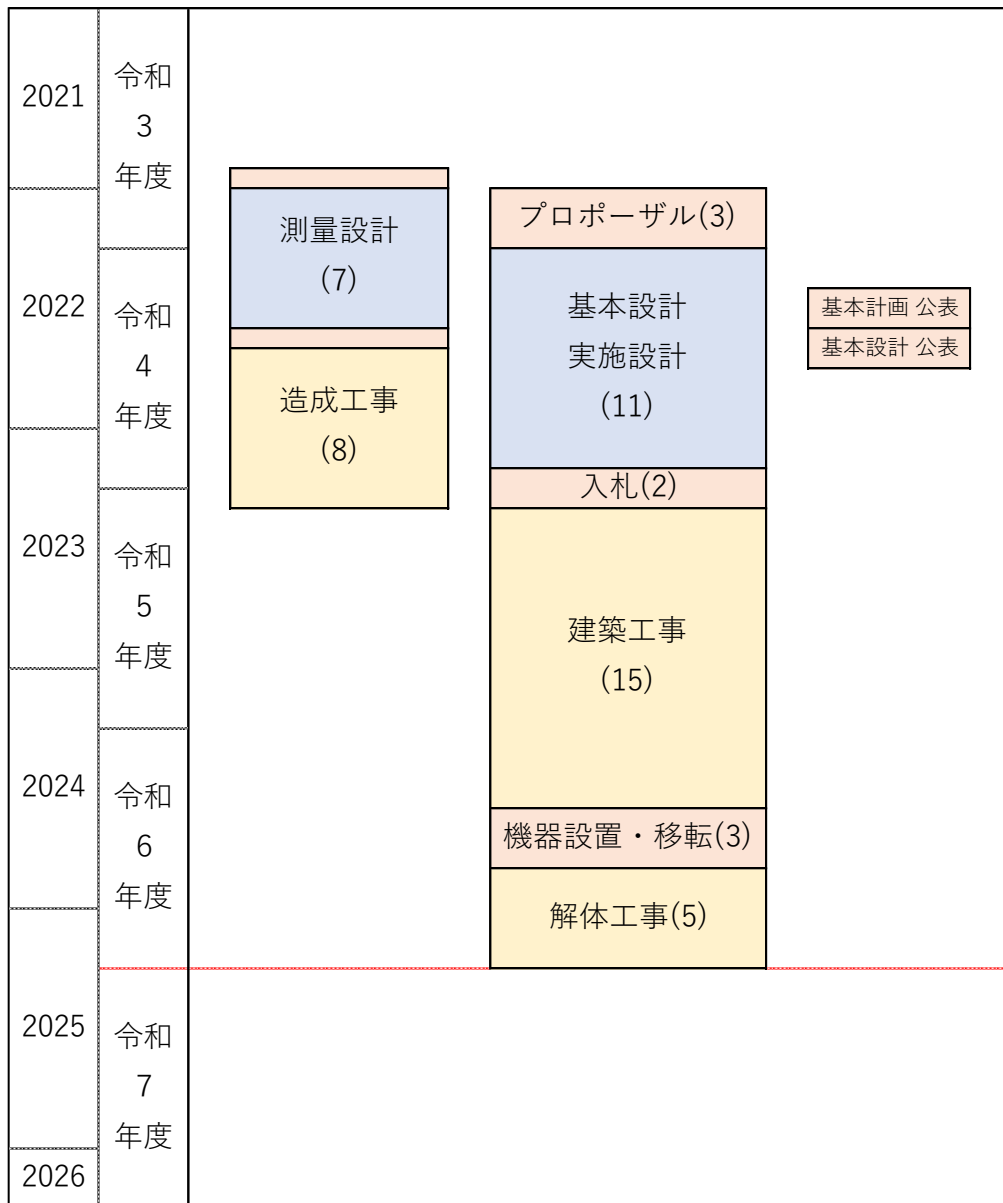 2021
2022
2023
2024
2025
2026
令和
3
年度
令和
4
年度
令和
5
年度
令和
6
年度
令和
7
年度
測量設計
(7)
造成工事
(8)
プロポーザル(3)
基本設計
実施設計
(11)
入札(2)
建築工事
(15)
機器設置・移転(3)
解体工事(5)
基本計画 公表
基本設計 公表